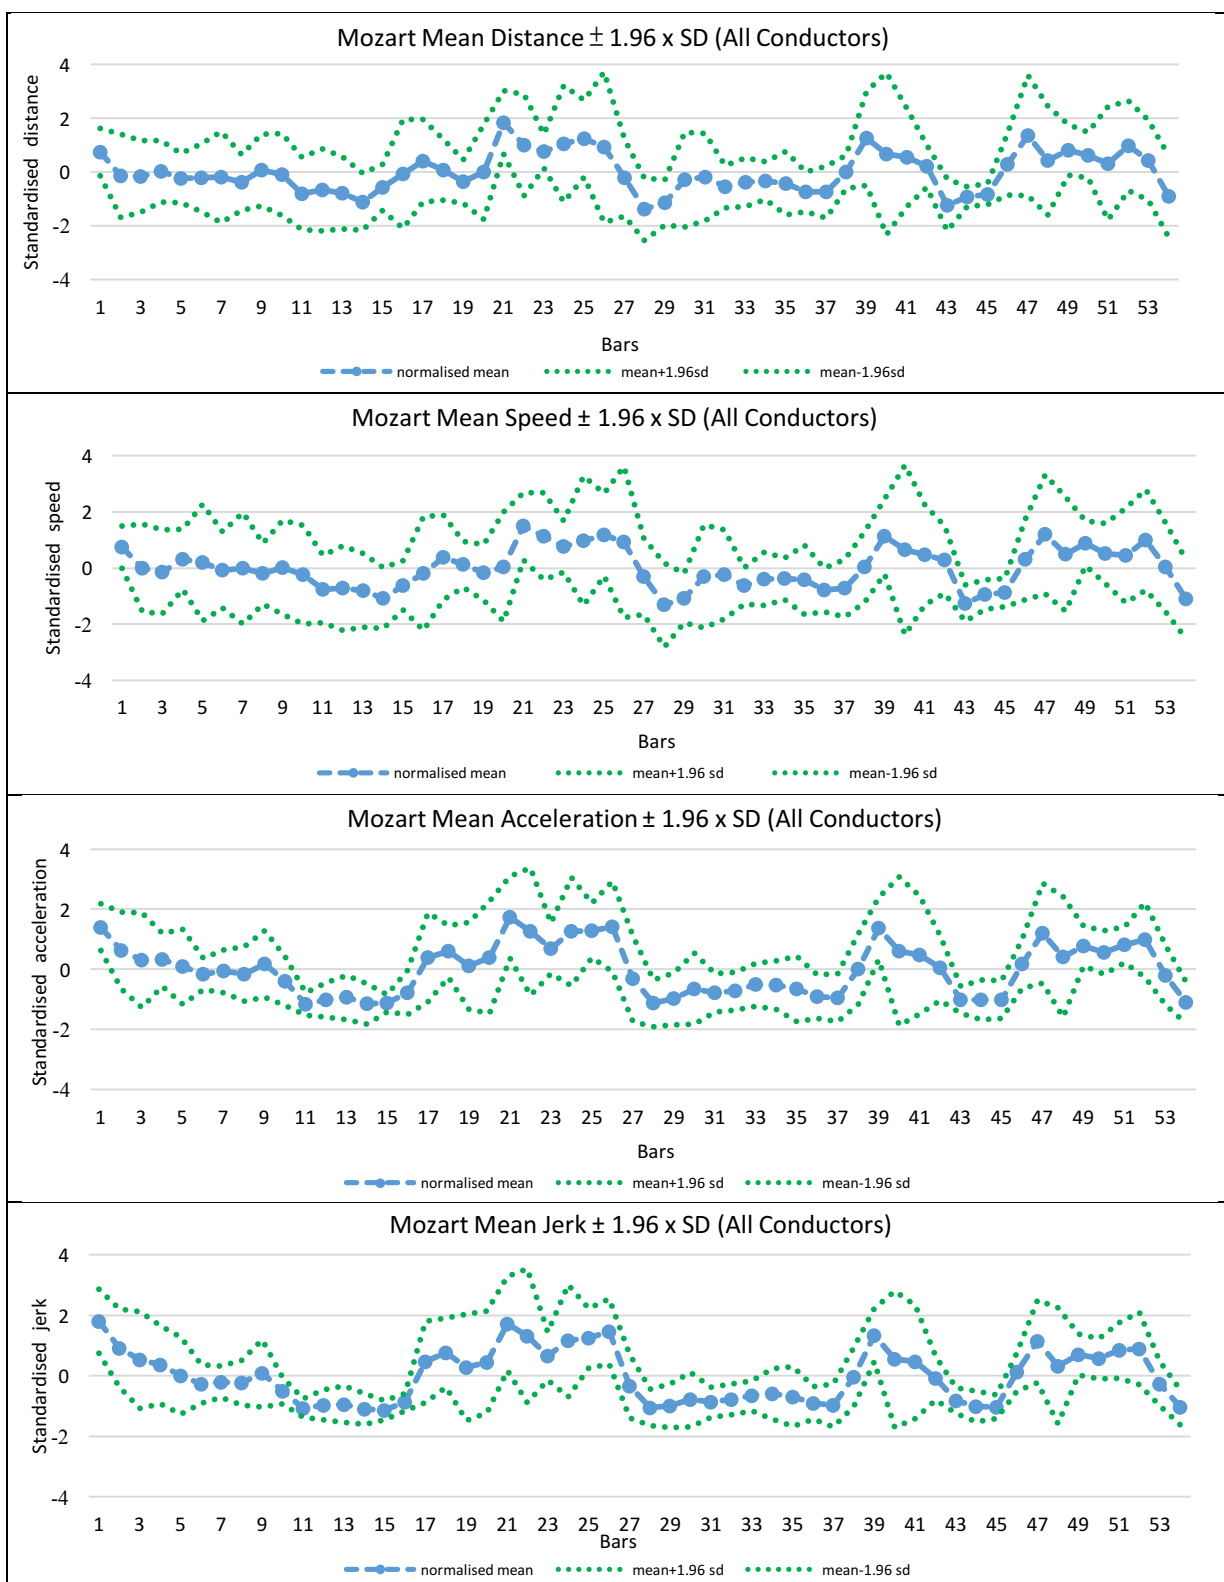 Mozart Mean Distance ± 1.96 x SD (All Conductors)
Standardised distance
4
2
0
-2
-4
1 3 5 7 9 11 13 15 17 19 21 23 25 27 29 31 33 35 37 39 41 43 45 47 49 51 53
Bars
normalised mean mean+1.96sd mean-1.96sd
Mozart Mean Speed ± 1.96 x SD (All Conductors)
Standardised speed
4
2
0
-2
-4
1 3 5 7 9 11 13 15 17 19 21 23 25 27 29 31 33 35 37 39 41 43 45 47 49 51 53
Bars
normalised mean mean+1.96 sd mean-1.96 sd
Mozart Mean Acceleration ± 1.96 x SD (All Conductors)
Standardised acceleration
4
2
0
-2
-4
1 3 5 7 9 11 13 15 17 19 21 23 25 27 29 31 33 35 37 39 41 43 45 47 49 51 53
Bars
normalised mean mean+1.96 sd mean-1.96 sd
Mozart Mean Jerk ± 1.96 x SD (All Conductors)
Standardised jerk
4
2
0
-2
-4
1 3 5 7 9 11 13 15 17 19 21 23 25 27 29 31 33 35 37 39 41 43 45 47 49 51 53
Bars
normalised mean mean+1.96 sd mean-1.96 sd